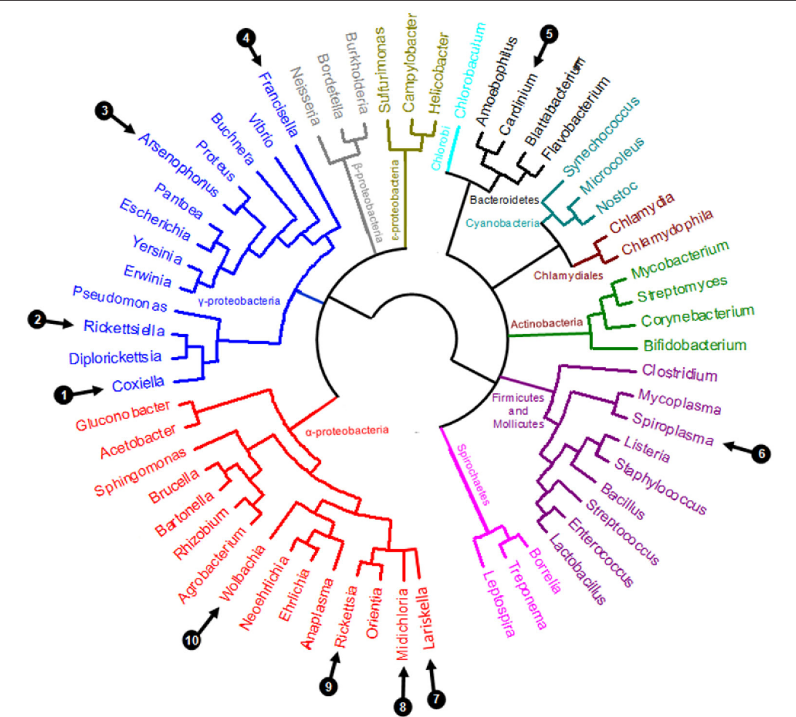 4
Francisella
Neisseria
Bordetella
Burkholderia
β-proteobacteria
Sulfurimonas
Campylobacter
Helicobacter
ε-proteobacteria
Chlorobi
Chlorobaculum
5
Amoebophilus
Cardinium
Blattabacterium
Flavobacterium
Bacteroidetes
Synechococcus
Microcoleus
Nostoc
Cyanobacteria
Chlamydia
Chlamydophila
Chlamydiales
Mycobacterium
Streptomyces
Corynebacterium
Bifidobacterium
Actinobacteria
Clostridium
Mycoplasma
Spiroplasma
6
Listeria
Staphylococcus
Bacillus
Streptococcus
Enterococcus
Lactobacillus
Firmicutes
and
Mollicutes
Spirochaetes
Borrelia
Treponema
Leptospira
7
Lariskella
8
Midichloria
Orientia
9
Rickettsia
Anaplasma
Ehrlichia
Neoehrlichia
10
Wolbachia
Agrobacterium
Rhizobium
Bartonella
Brucella
Sphingomonas
Acetobacter
Gluconobacter
α-proteobacteria
1
Coxiella
Diplorickettsia
2
Rickettsiella
Pseudomonas
γ-proteobacteria
Erwinia
Yersinia
Escherichia
Pantoea
3
Arsenophonus
Proteus
Buchnera
Vibrio